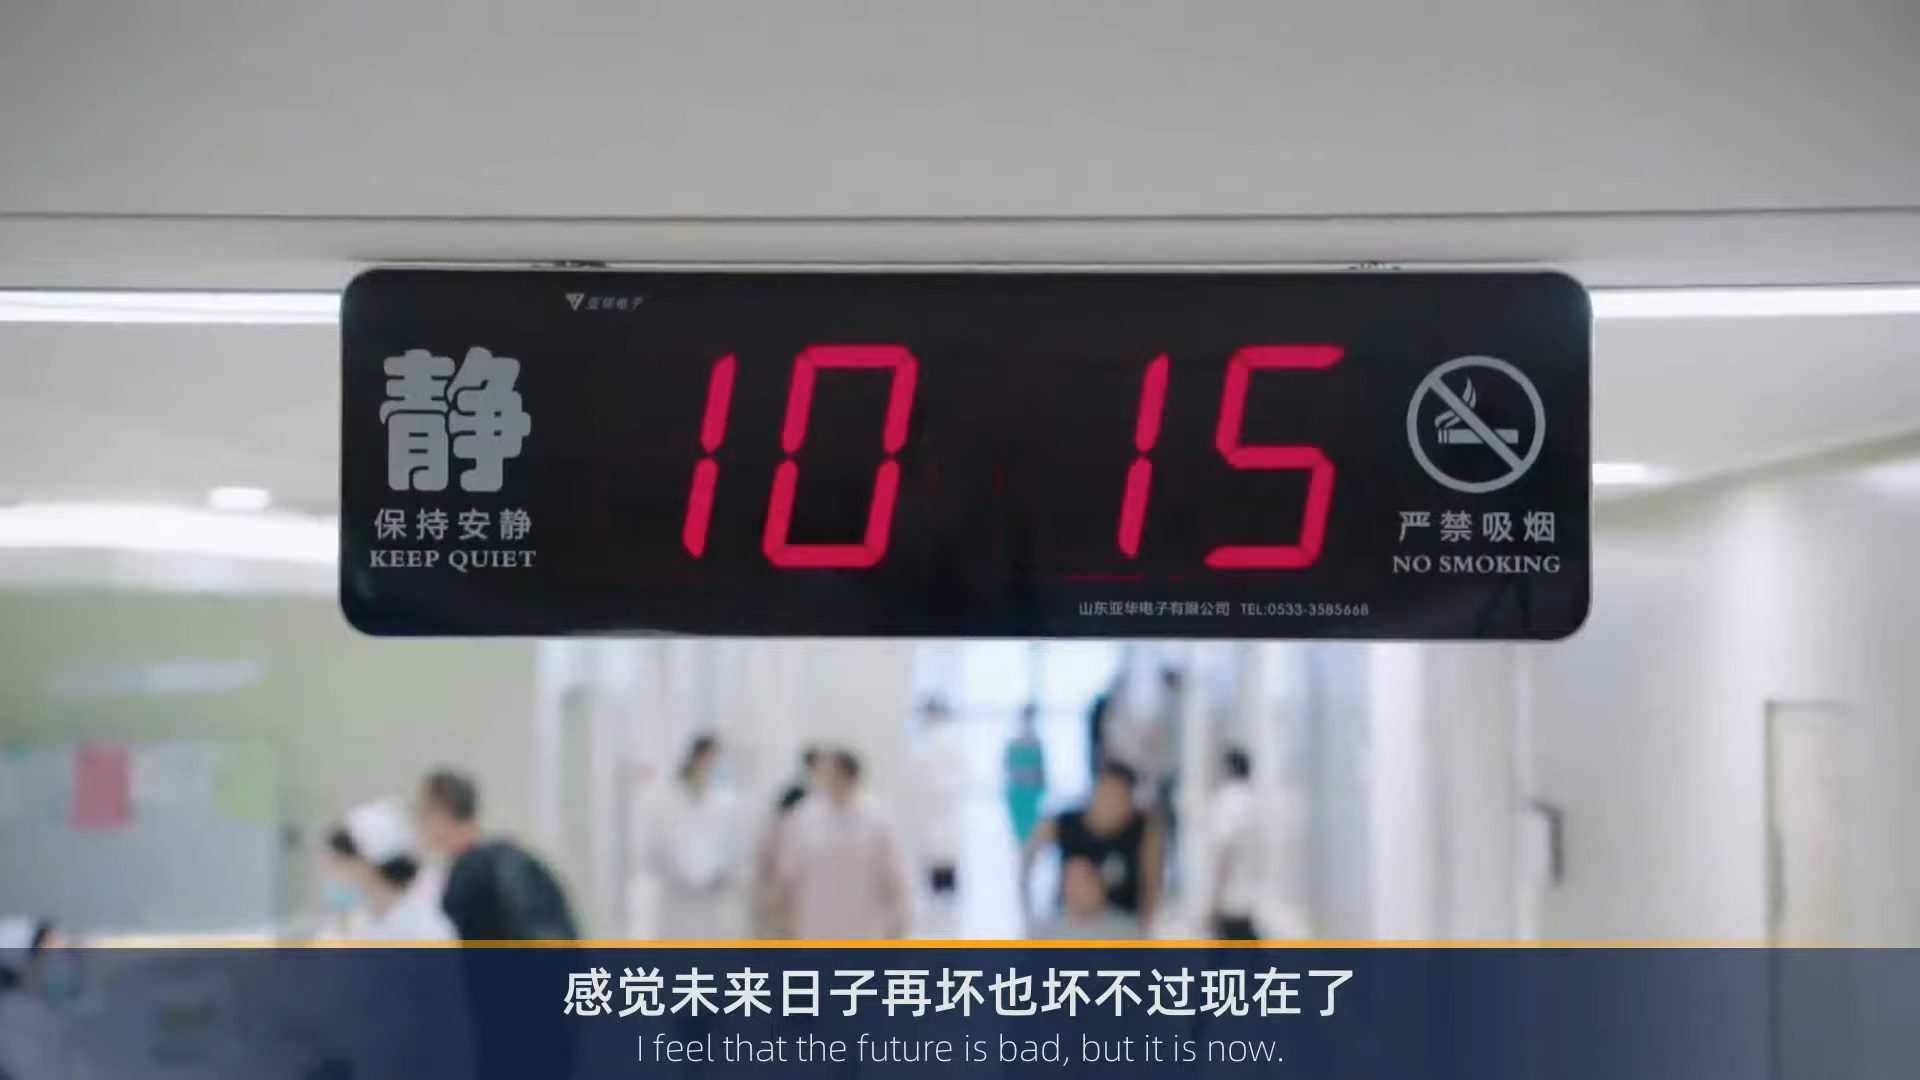 亚华电子
10 15
静
保持安静
KEEP QUIET
严禁吸烟
NO SMOKING
山东亚华电子有限公司 TEL:0533-3585668
感觉未来日子再坏也坏不过现在了
I feel that the future is bad, but it is now.